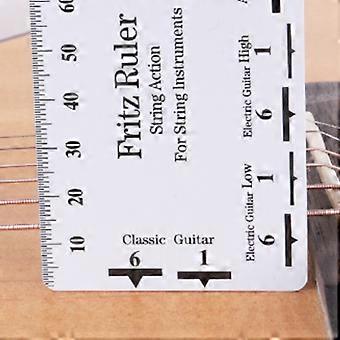 Fritz Ruler
String Action
For String Instruments
60
50
40
30
20
10
Electric Guitar High
6 1
Electric Guitar Low
6 1
Classic Guitar
6 1